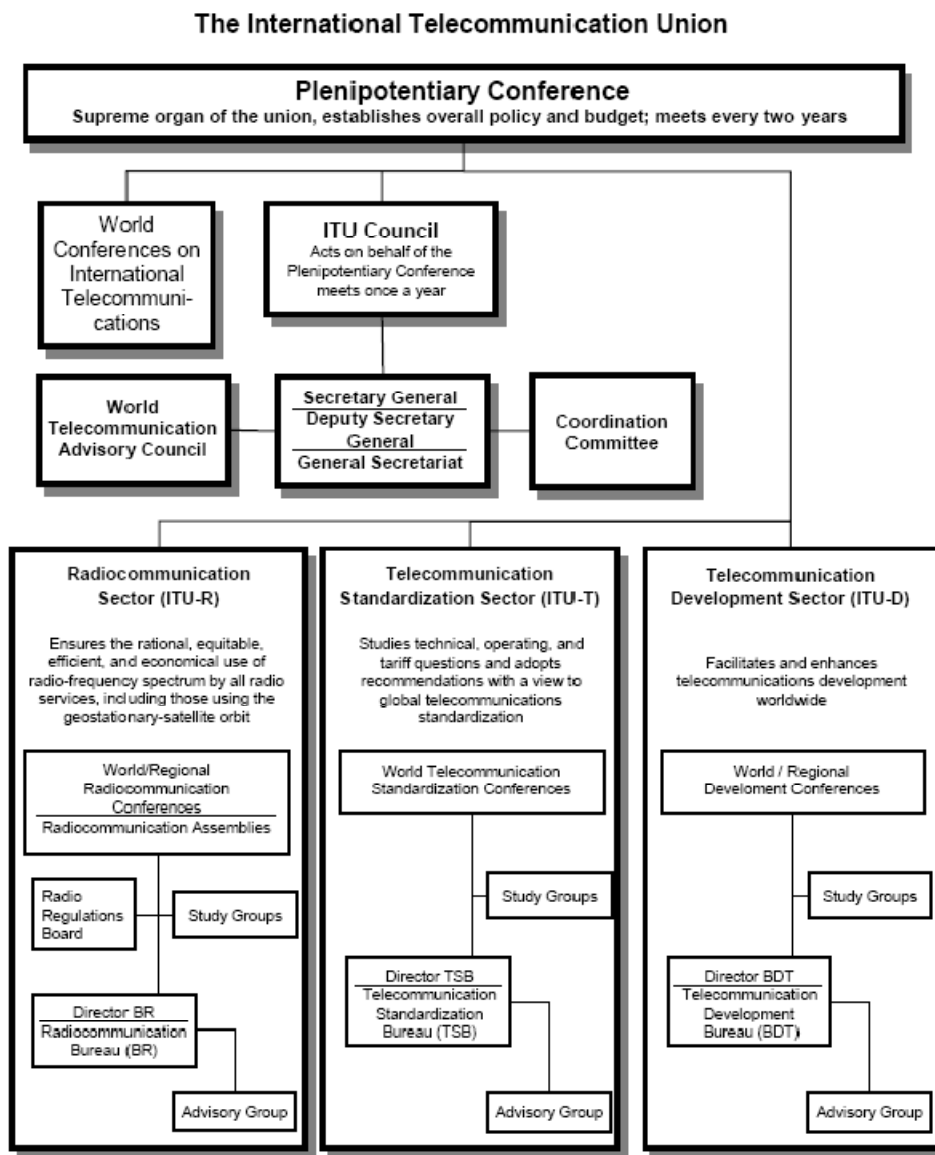 The International Telecommunication Union
Plenipotentiary Conference
Supreme organ of the union, establishes overall policy and budget; meets every two years
World
Conferences on
International
Telecommuni-
cations
ITU Council
Acts on behalf of the
Plenipotentiary Conference
meets once a year
World
Telecommunication
Advisory Council
Secretary General
Deputy Secretary
General
General Secretariat
Coordination
Committee
Radiocommunication
Sector (ITU-R)
Ensures the rational, equitable,
efficient, and economical use of
radio-frequency spectrum by all radio
services, including those using the
geostationary-satellite orbit
World/Regional
Radiocommunication
Conferences
Radiocommunication Assemblies
Radio
Regulations
Board
Study Groups
Director BR
Radiocommunication
Bureau (BR)
Advisory Group
Telecommunication
Standardization Sector (ITU-T)
Studies technical, operating, and
tariff questions and adopts
recommendations with a view to
global telecommunications
standardization
World Telecommunication
Standardization Conferences
Study Groups
Director TSB
Telecommunication
Standardization
Bureau (TSB)
Advisory Group
Telecommunication
Development Sector (ITU-D)
Facilitates and enhances
telecommunications development
worldwide
World / Regional
Develoment Conferences
Study Groups
Director BDT
Telecommunication
Development
Bureau (BDT)
Advisory Group